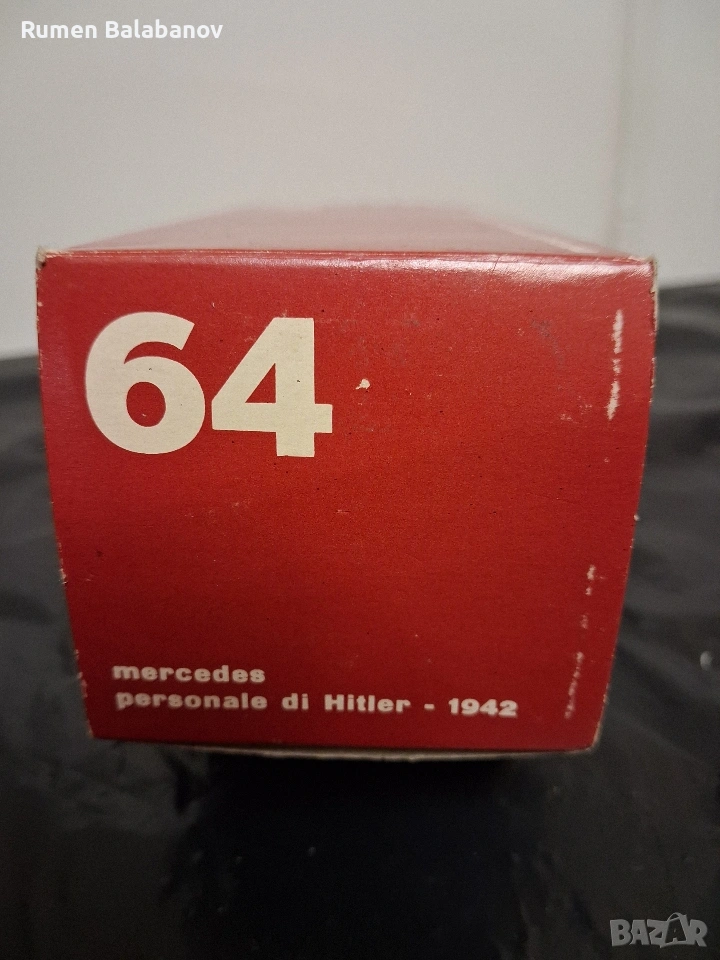 Rumen Balabanov
64
mercedes
personale di Hitler - 1942
BAZAR